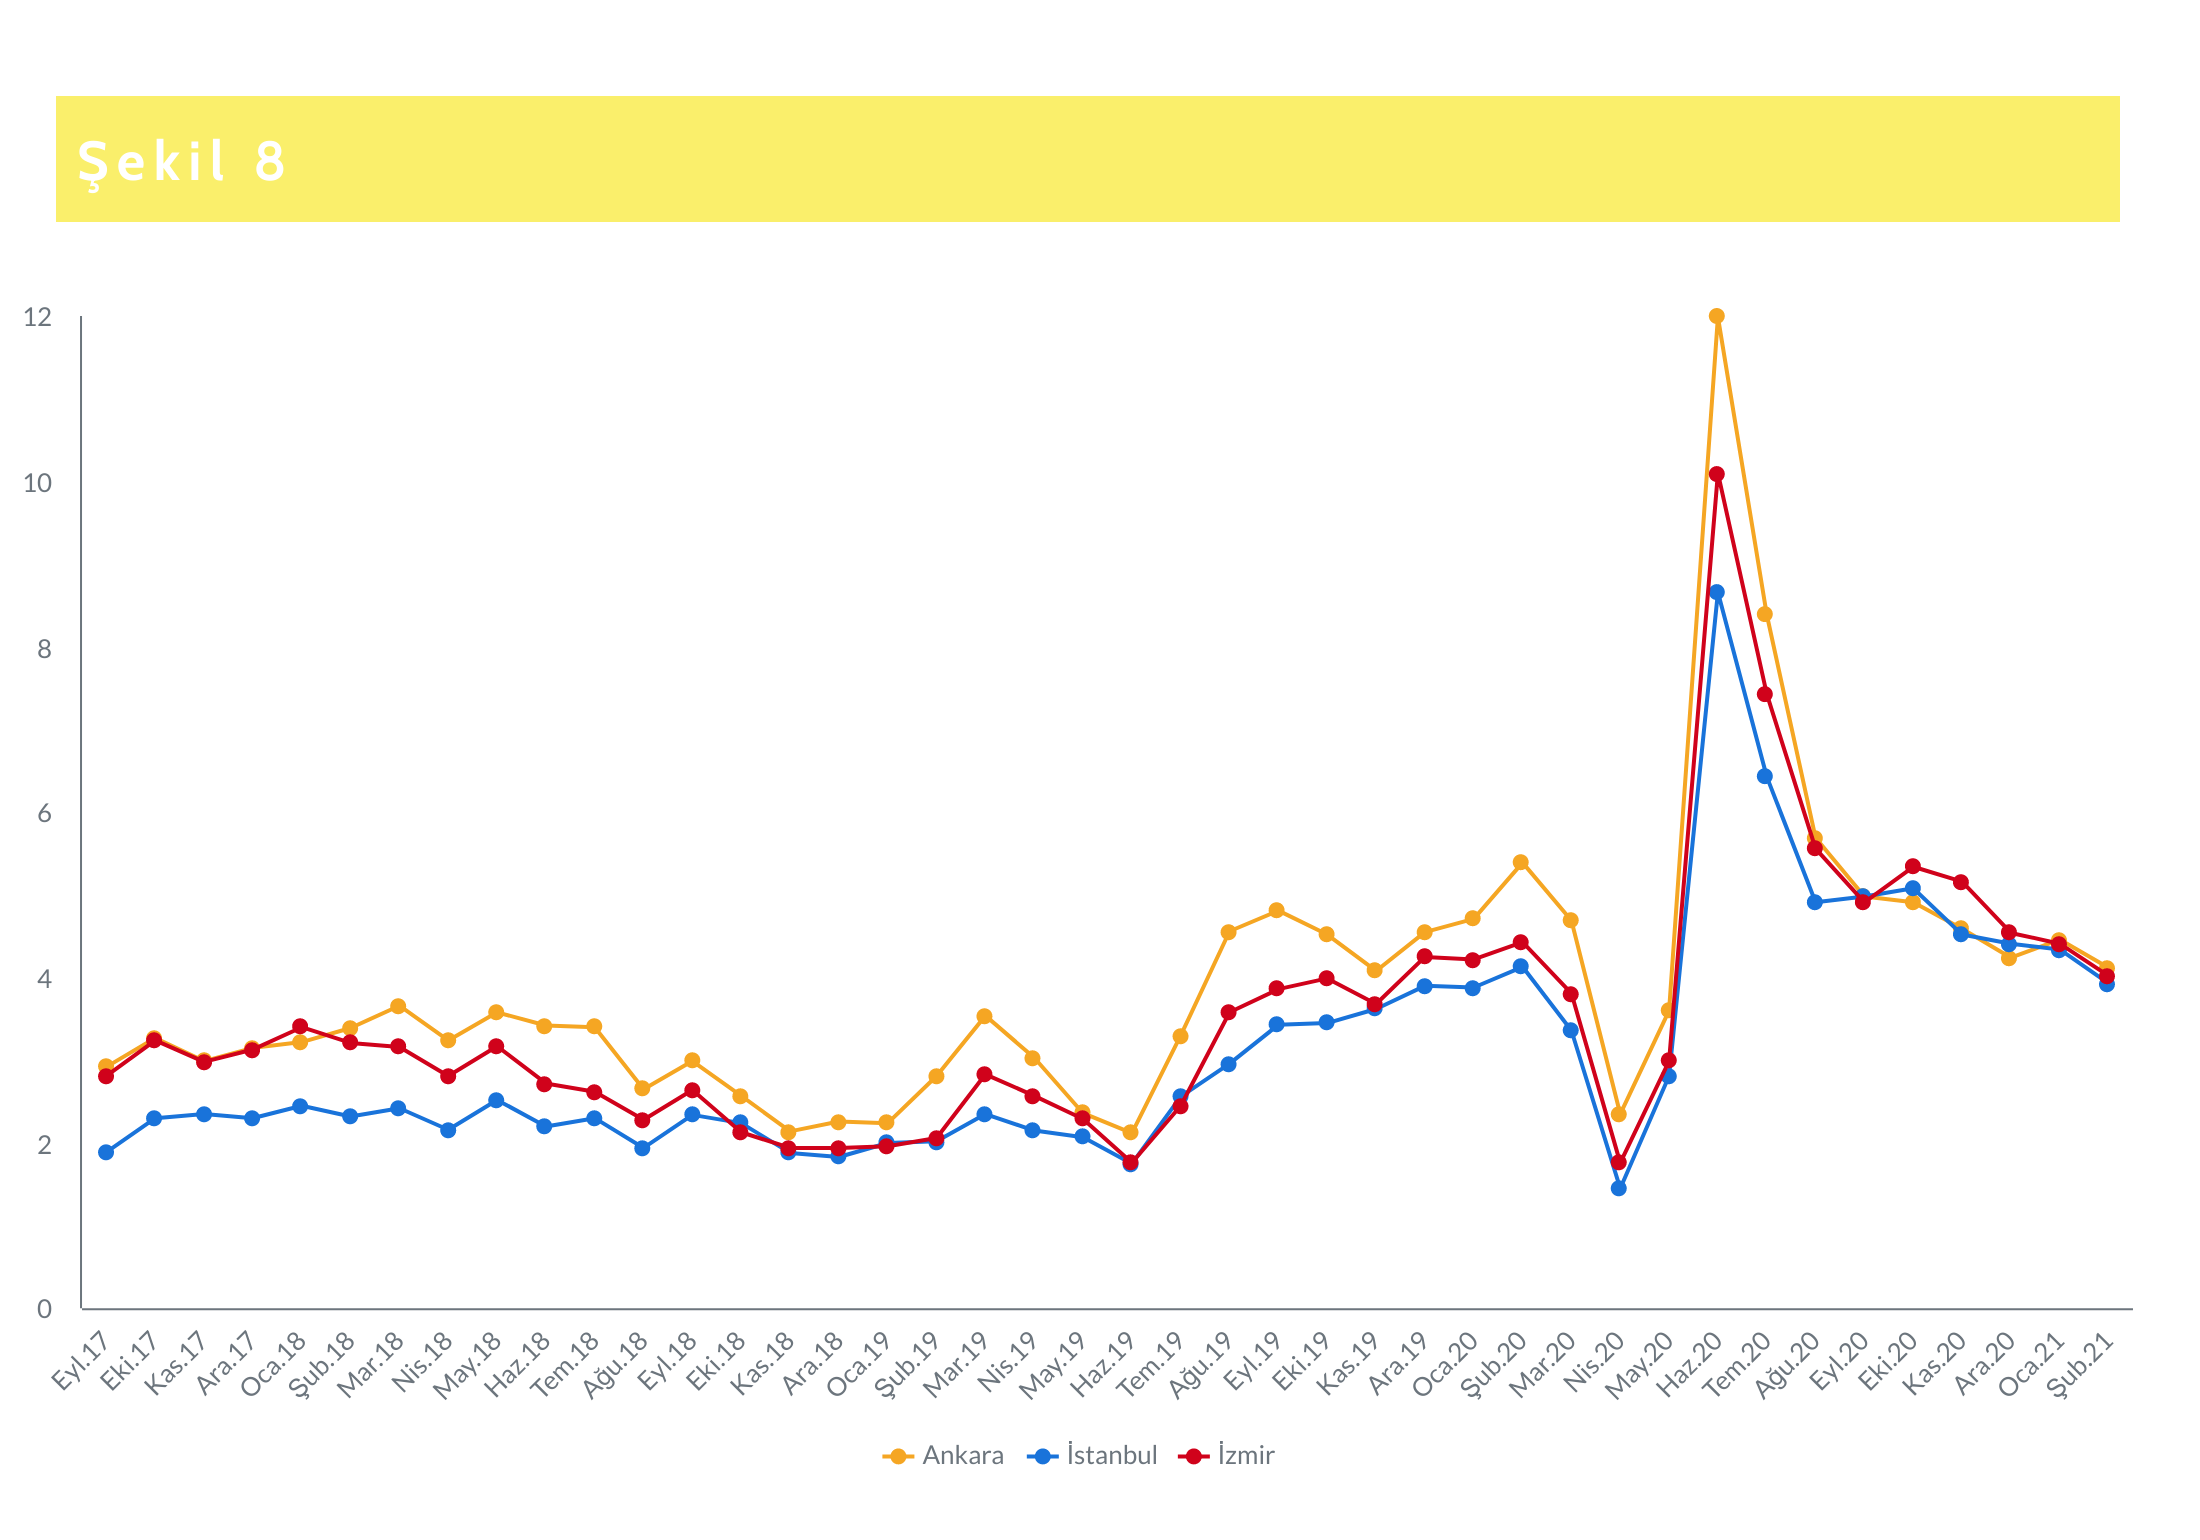 Şekil 8
12
10
8
6
4
2
0
Eyl.17 Eki.17 Kas.17 Ara.17 Oca.18 Şub.18 Mar.18 Nis.18 May.18 Haz.18 Tem.18 Ağu.18 Eyl.18 Eki.18 Kas.18 Ara.18 Oca.19 Şub.19 Mar.19 Nis.19 May.19 Haz.19 Tem.19 Ağu.19 Eyl.19 Eki.19 Kas.19 Ara.19 Oca.20 Şub.20 Mar.20 Nis.20 May.20 Haz.20 Tem.20 Ağu.20 Eyl.20 Eki.20 Kas.20 Ara.20 Oca.21 Şub.21
Ankara İstanbul İzmir